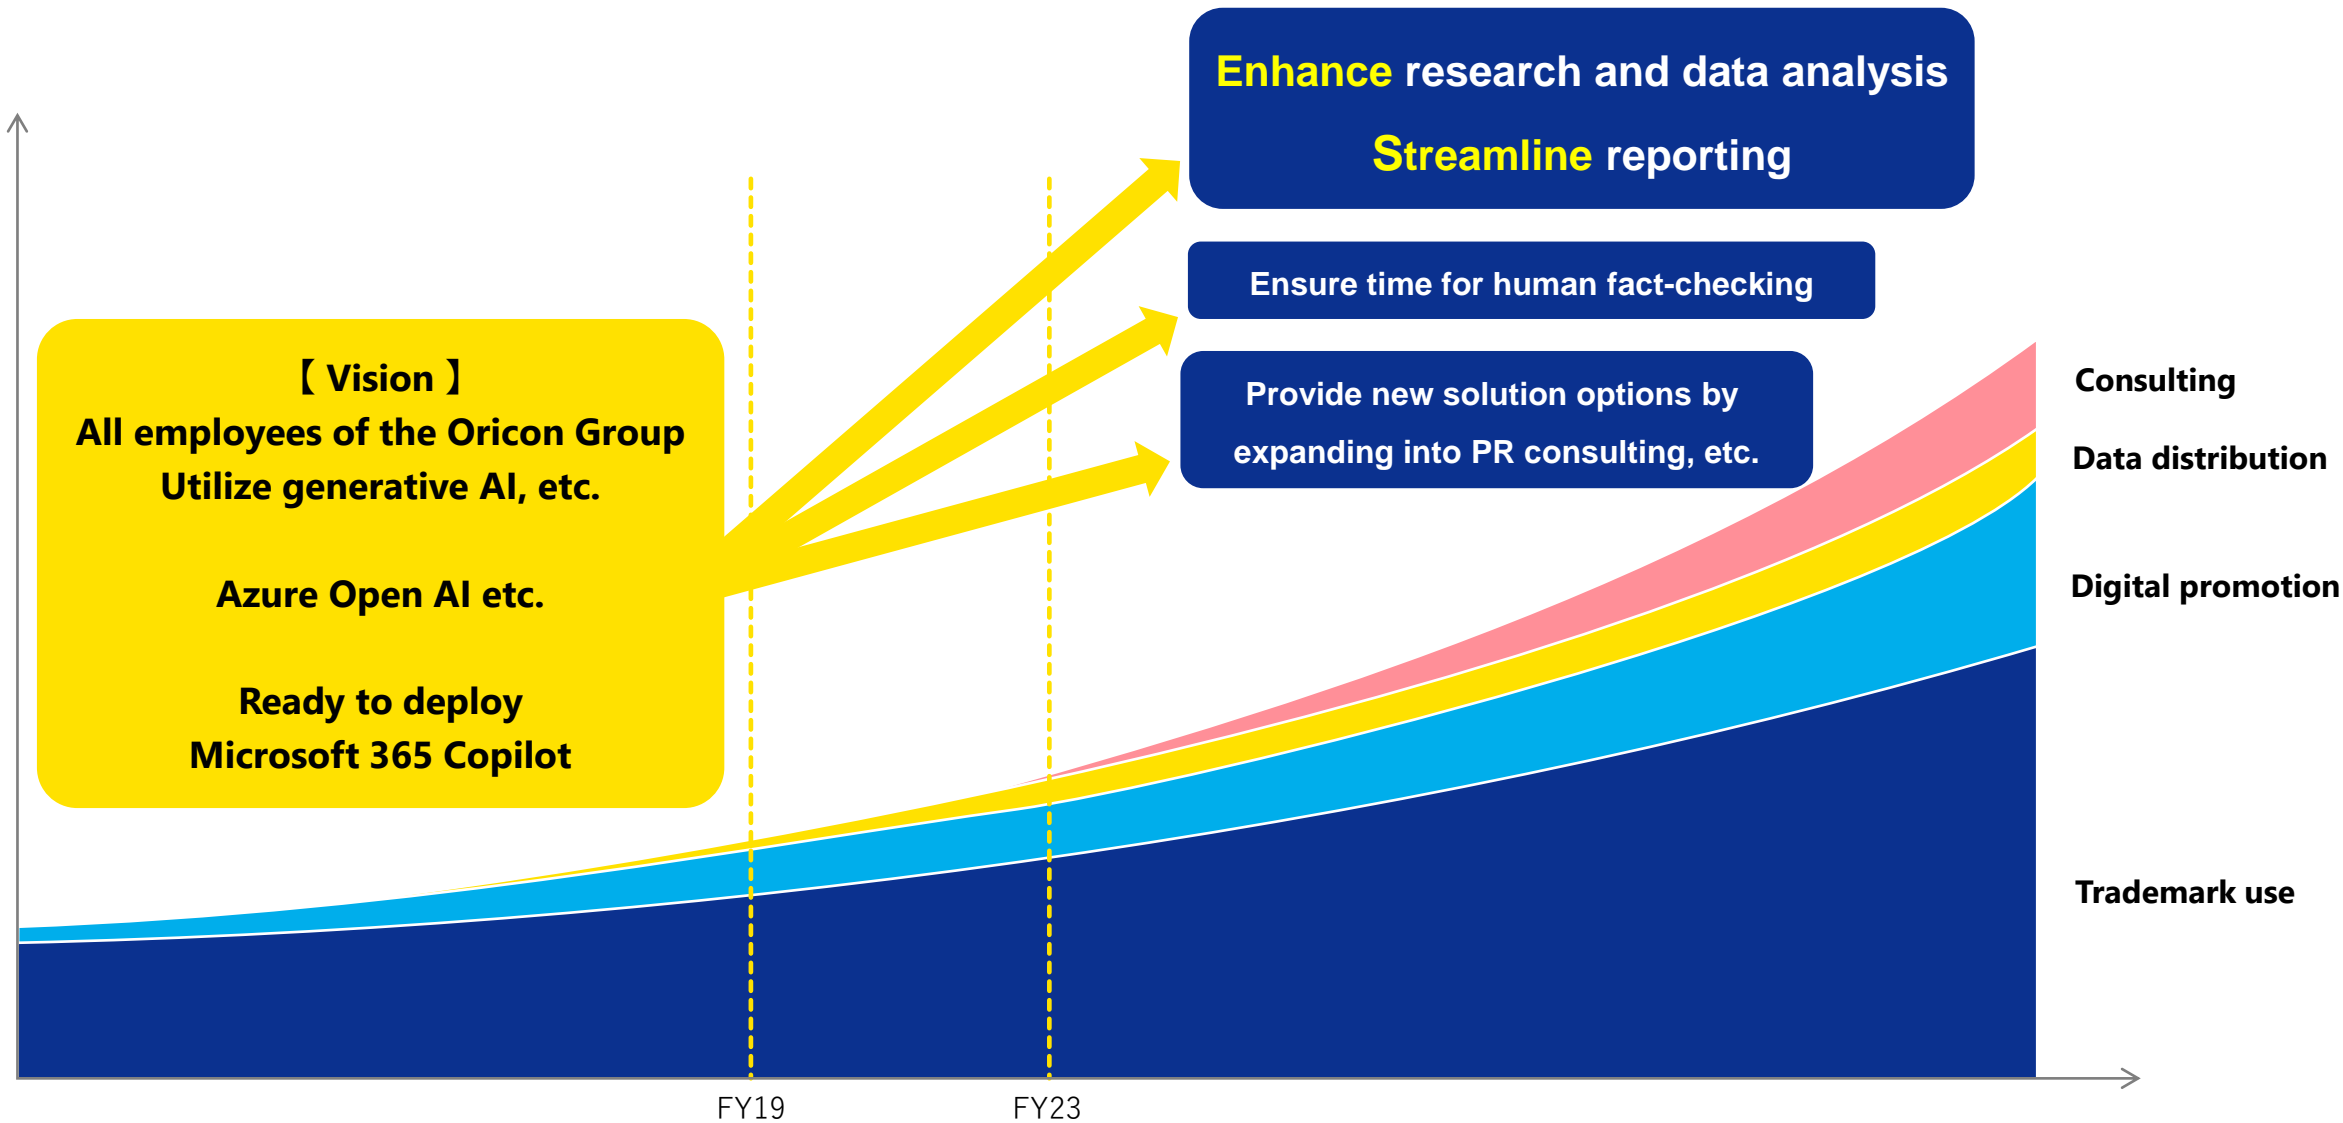 Enhance research and data analysis
Streamline reporting
Ensure time for human fact-checking
Provide new solution options by
expanding into PR consulting, etc.
【 Vision 】
All employees of the Oricon Group
Utilize generative AI, etc.
Azure Open AI etc.
Ready to deploy
Microsoft 365 Copilot
Consulting
Data distribution
Digital promotion
Trademark use
FY19
FY23